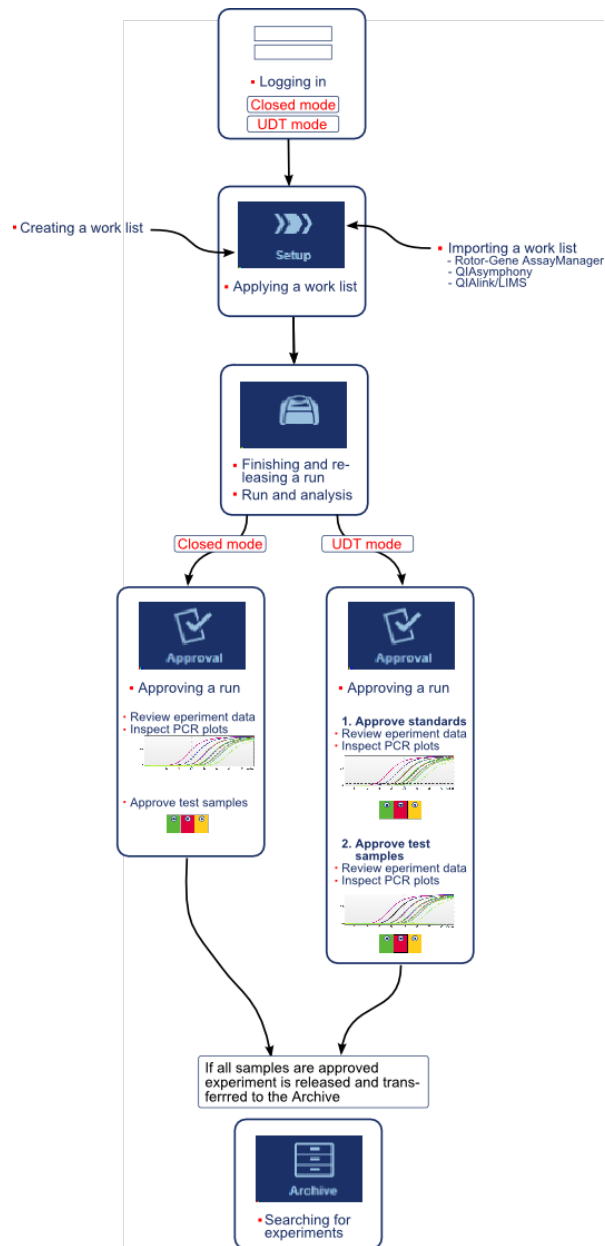 Logging in
Closed mode
UDT mode
Creating a work list
Setup
Applying a work list
Importing a work list
- Rotor-Gene AssayManager
- QIAsymphony
- QIAlink/LIMS
Finishing and re-
leasing a run
Run and analysis
Closed mode
UDT mode
Approval
Approving a run
Review eperiment data
Inspect PCR plots
Approve test samples
Approval
Approving a run
1. Approve standards
Review eperiment data
Inspect PCR plots
2. Approve test
samples
Review eperiment data
Inspect PCR plots
If all samples are approved
experiment is released and trans-
ferrred to the Archive
Archive
Searching for
experiments